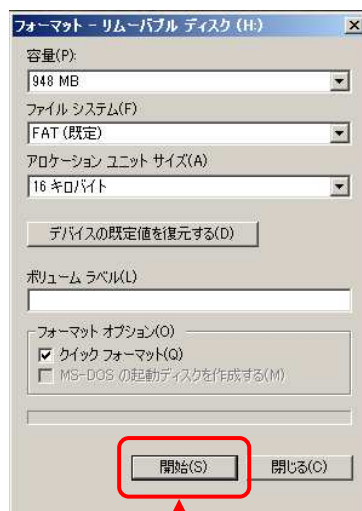 フォーマット - リムーバブル ディスク (H:)
容量(P):
948 MB
ファイル システム(F)
FAT (既定)
アロケーション ユニット サイズ(A)
16 キロバイト
デバイスの既定値を復元する(D)
ボリューム ラベル(L)
フォーマット オプション(O)
クイック フォーマット(Q)
MS-DOS の起動ディスクを作成する(M)
開始(S)
閉じる(C)